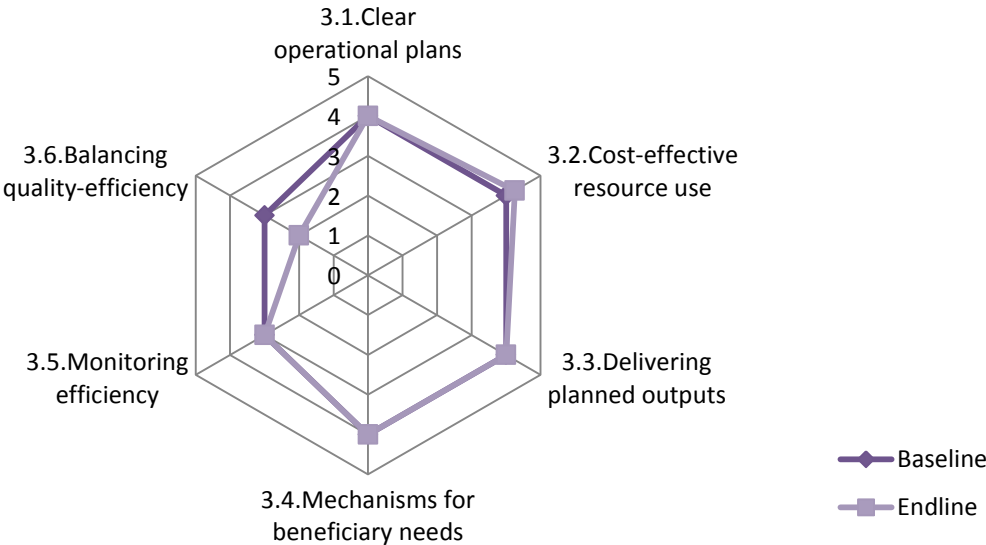 3.1.Clear
operational plans
5
4
3
2
1
0
3.2.Cost-effective
resource use
3.3.Delivering
planned outputs
3.4.Mechanisms for
beneficiary needs
3.5.Monitoring
efficiency
3.6.Balancing
quality-efficiency
Baseline
Endline